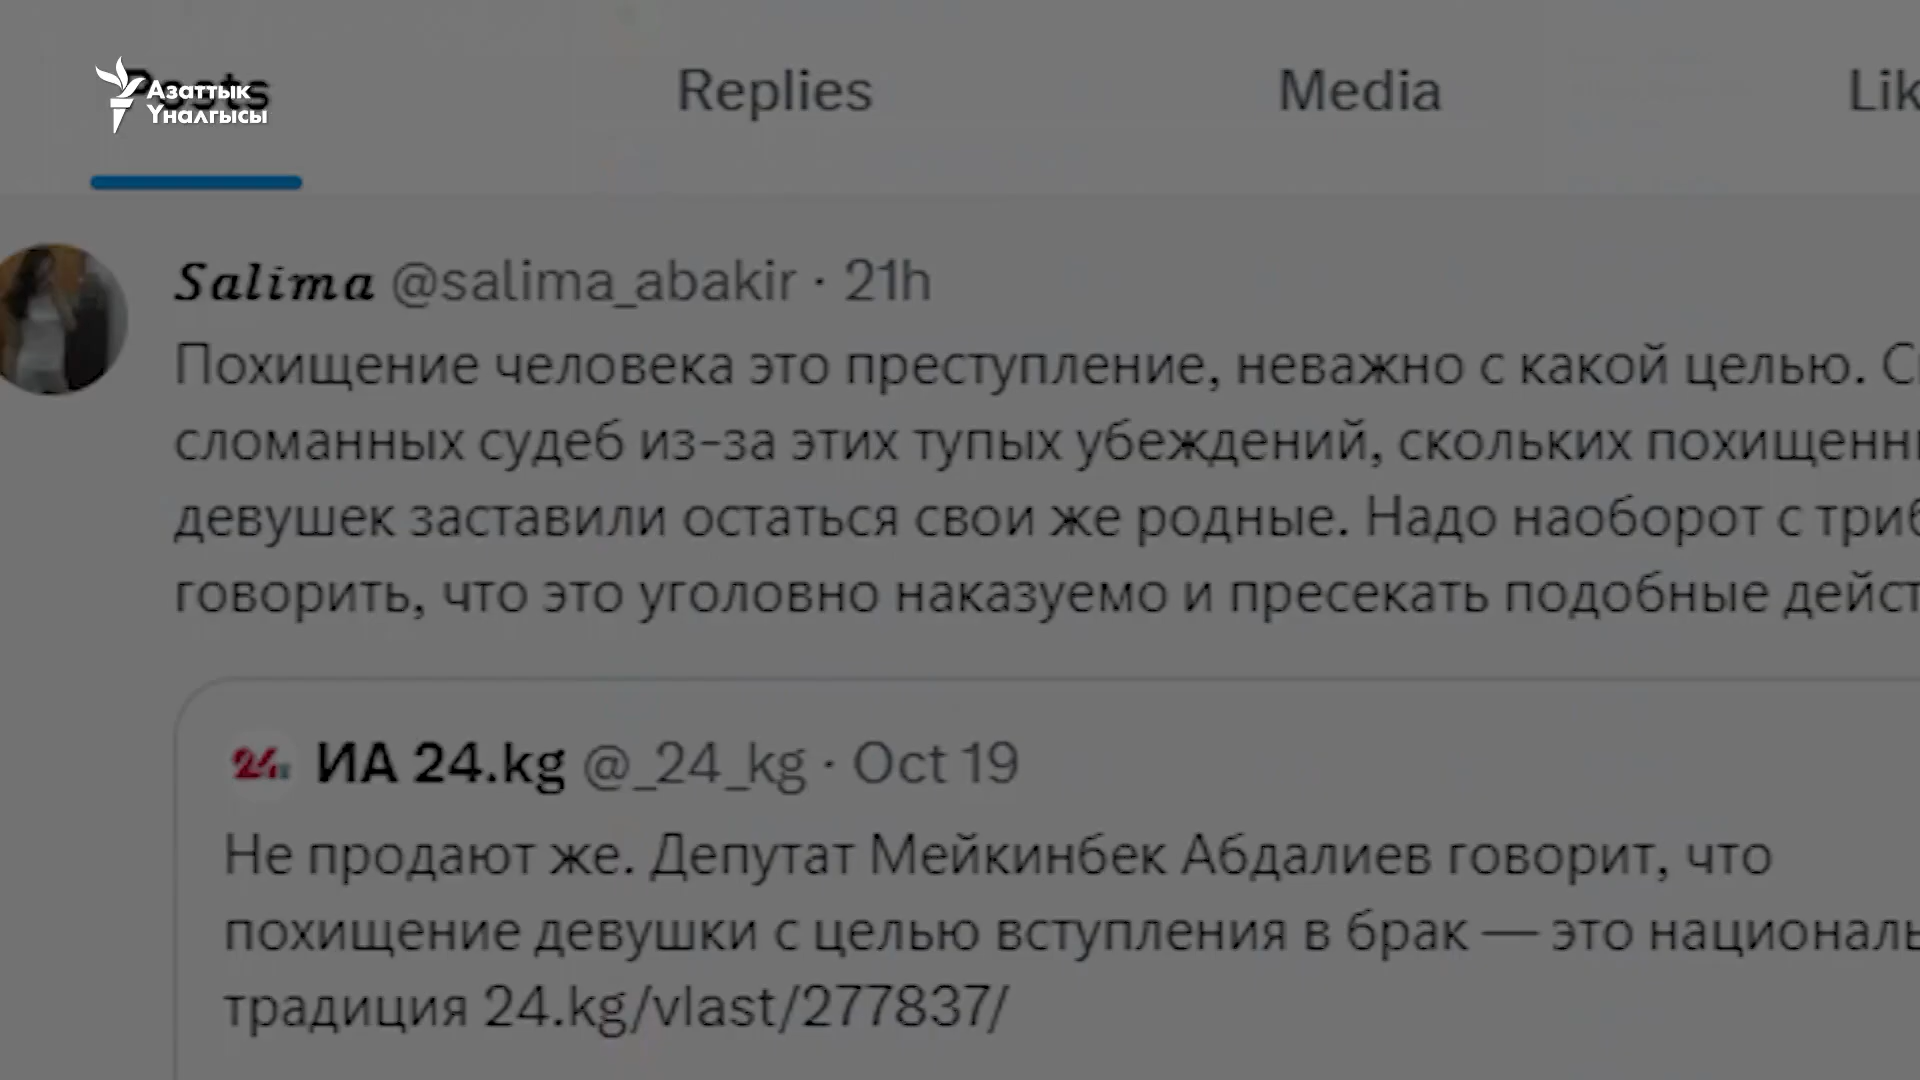 Азаттык
Үналгысы
Posts
Replies
Media
Salima @salima_abakir · 21h
Похищение человека это преступление, неважно с какой целью.
сломанных судеб из-за этих тупых убеждений, скольких
девушек заставили остаться свои же родные. Надо наоборот с
говорить, что это уголовно наказуемо и пресекать подобные
24
ИА 24.kg @_24_kg · Oct 19
Не продают же. Депутат Мейкинбек Абдалиев говорит, что
похищение девушки с целью вступления в брак — это
традиция 24.kg/vlast/277837/